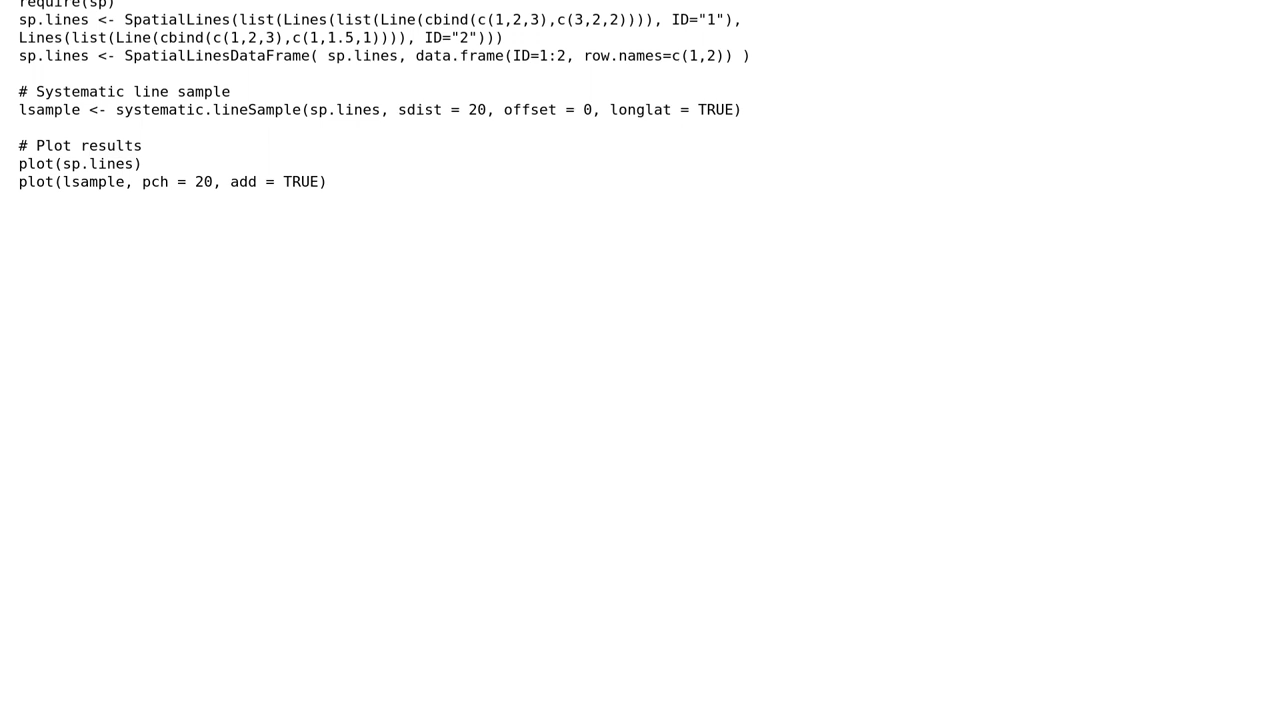 require(sp)
sp.lines <- SpatialLines(list(Lines(list(Line(cbind(c(1,2,3),c(3,2,2)))), ID="1"),
Lines(list(Line(cbind(c(1,2,3),c(1,1.5,1)))), ID="2")))
sp.lines <- SpatialLinesDataFrame( sp.lines, data.frame(ID=1:2, row.names=c(1,2)) )
# Systematic line sample
lsample <- systematic.lineSample(sp.lines, sdist = 20, offset = 0, longlat = TRUE)
# Plot results
plot(sp.lines)
plot(lsample, pch = 20, add = TRUE)